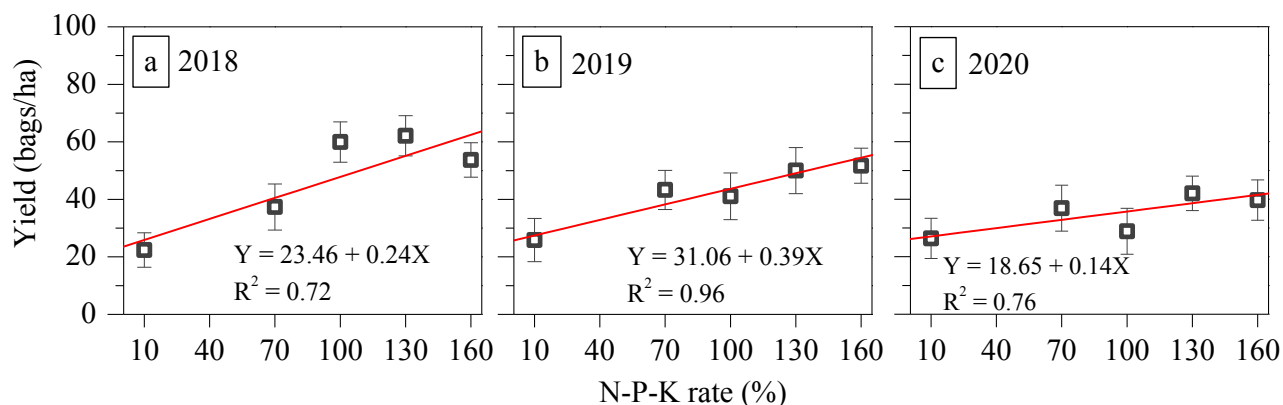 100
80
60
40
20
0
Yield (bags/ha)
a 2018
Y = 23.46 + 0.24X
R² = 0.72
10 40 70 100 130 160
b 2019
Y = 31.06 + 0.39X
R² = 0.96
10 40 70 100 130 160
c 2020
Y = 18.65 + 0.14X
R² = 0.76
10 40 70 100 130 160
N-P-K rate (%)